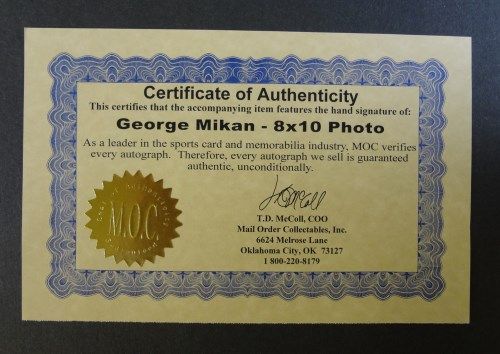 Certificate of Authenticity
This certifies that the accompanying item features the hand signature of:
George Mikan - 8x10 Photo
As a leader in the sports card and memorabilia industry, MOC verifies
every autograph. Therefore, every autograph we sell is guaranteed
authentic, unconditionally.
M.O.C.
T.D. McColl, COO
Mail Order Collectables, Inc.
6624 Melrose Lane
Oklahoma City, OK 73127
1 800-220-8179